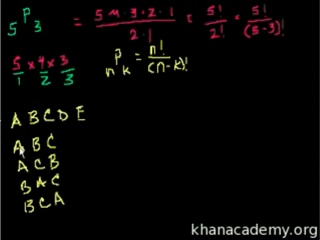 5P3 = 5·4·3·2·1 / 2·1 = 5! / 2! = 5! / (5-3)!
5/1 × 4/2 × 3/3
nPk = n! / (n-k)!
A B C D E
A B C
A C B
B A C
B C A
khanacademy.org